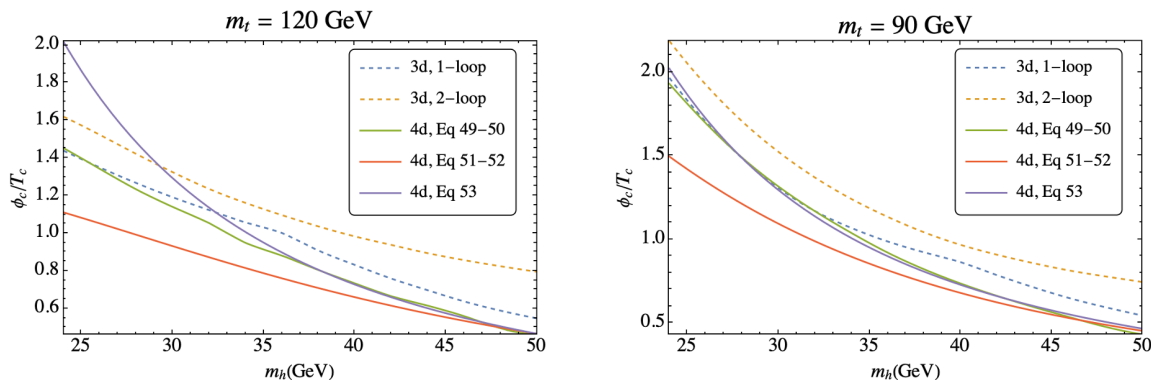 m_t = 120 GeV
ϕ_c/T_c
2.0
1.8
1.6
1.4
1.2
1.0
0.8
0.6
3d, 1−loop
3d, 2−loop
4d, Eq 49−50
4d, Eq 51−52
4d, Eq 53
25 30 35 40 45 50
m_h(GeV)
m_t = 90 GeV
ϕ_c/T_c
2.0
1.5
1.0
0.5
3d, 1−loop
3d, 2−loop
4d, Eq 49−50
4d, Eq 51−52
4d, Eq 53
25 30 35 40 45 50
m_h(GeV)